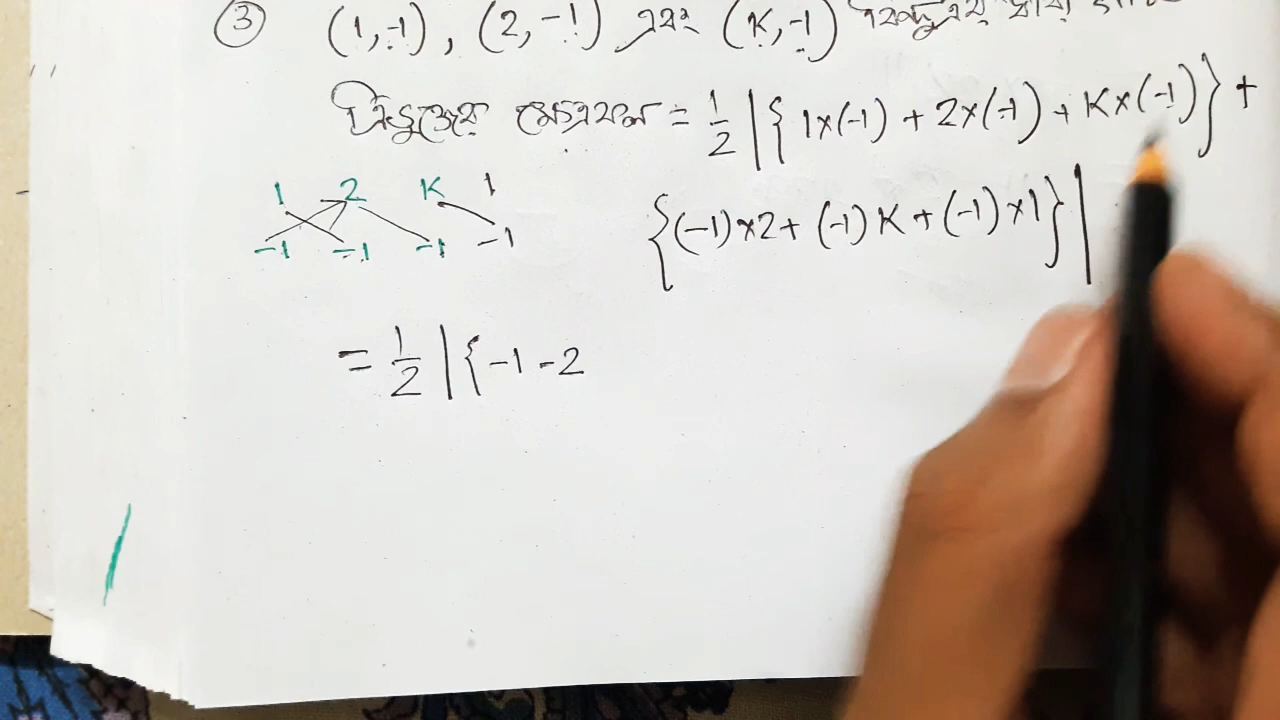 ③ (1,-1), (2, -1) এবং (K, -1)
ত্রিভুজের ক্ষেত্রফল = 1/2 |{1×(-1) + 2×(-1) + K×(-1)} +
1 2 K 1
-1 -1 -1 -1
{(-1)×2 + (-1)K + (-1)×1}|
= 1/2 |{-1 -2